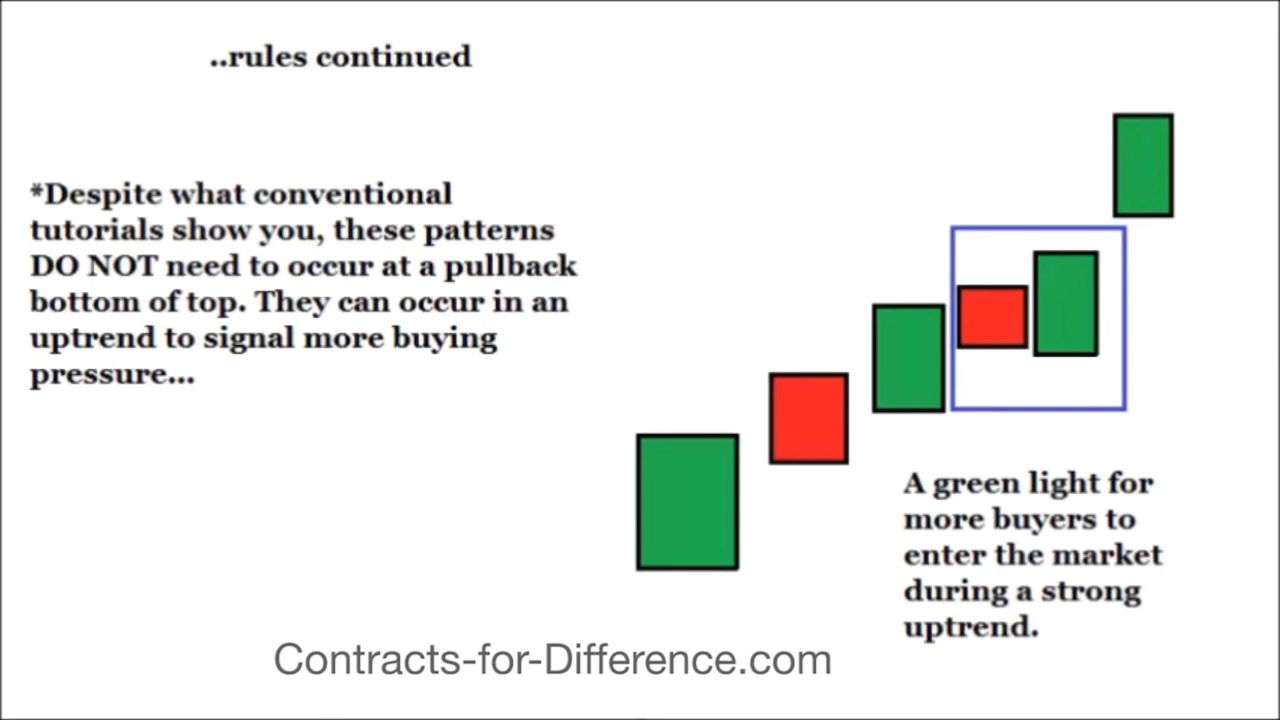 ..rules continued
*Despite what conventional
tutorials show you, these patterns
DO NOT need to occur at a pullback
bottom of top. They can occur in an
uptrend to signal more buying
pressure...
A green light for
more buyers to
enter the market
during a strong
uptrend.
Contracts-for-Difference.com